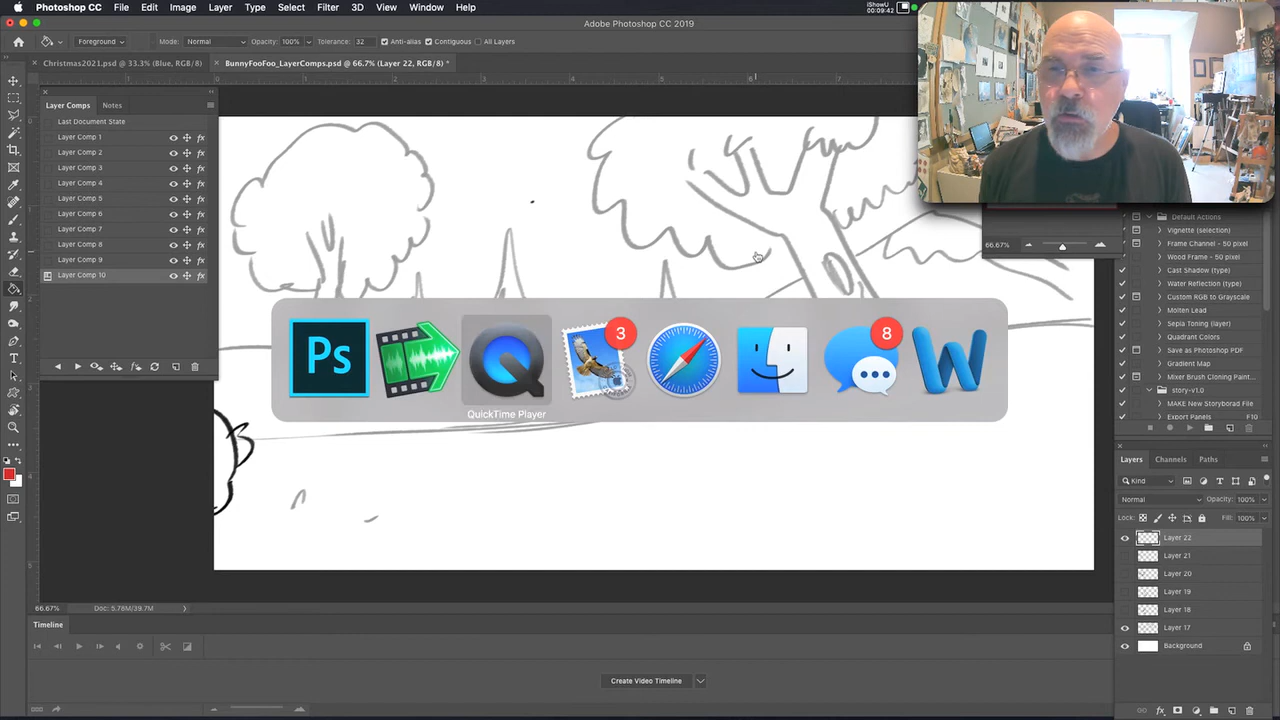 Photoshop CC File Edit Image Layer Type Select Filter 3D View Window Help
iShowU
00:09:42
Adobe Photoshop CC 2019
Foreground Mode: Normal Opacity: 100% Tolerance: 32 Anti-alias Contiguous All Layers
Christmas2021.psd @ 33.3% (Blue, RGB/8)
BunnyFooFoo_LayerComps.psd @ 66.7% (Layer 22, RGB/8) *
Layer Comps Notes
Last Document State
Layer Comp 1
Layer Comp 2
Layer Comp 3
Layer Comp 4
Layer Comp 5
Layer Comp 6
Layer Comp 7
Layer Comp 8
Layer Comp 9
Layer Comp 10
66.67%
Default Actions
Vignette (selection)
Frame Channel - 50 pixel
Wood Frame - 50 pixel
Cast Shadow (type)
Water Reflection (type)
Custom RGB to Grayscale
Molten Lead
Sepia Toning (layer)
Quadrant Colors
Save as Photoshop PDF
Gradient Map
Mixer Brush Cloning Paint...
story-v1.0
MAKE New Storyborad File
Export Panels F10
Ps
3
8
QuickTime Player
Layers Channels Paths
Kind
Normal Opacity: 100%
Lock: Fill: 100%
Layer 22
Layer 21
Layer 20
Layer 19
Layer 18
Layer 17
Background
66.67% Doc: 5.78M/39.7M
Timeline
Create Video Timeline